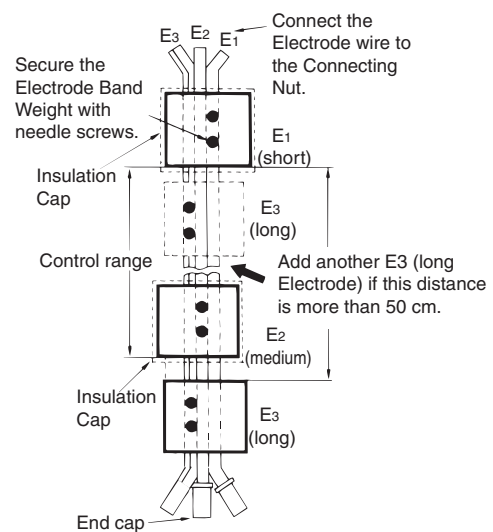 E3 E2 E1
Connect the
Electrode wire to
the Connecting
Nut.
Secure the
Electrode Band
Weight with
needle screws.
E1
(short)
Insulation
Cap
E3
(long)
Control range
Add another E3 (long
Electrode) if this distance
is more than 50 cm.
E2
(medium)
Insulation
Cap
E3
(long)
End cap